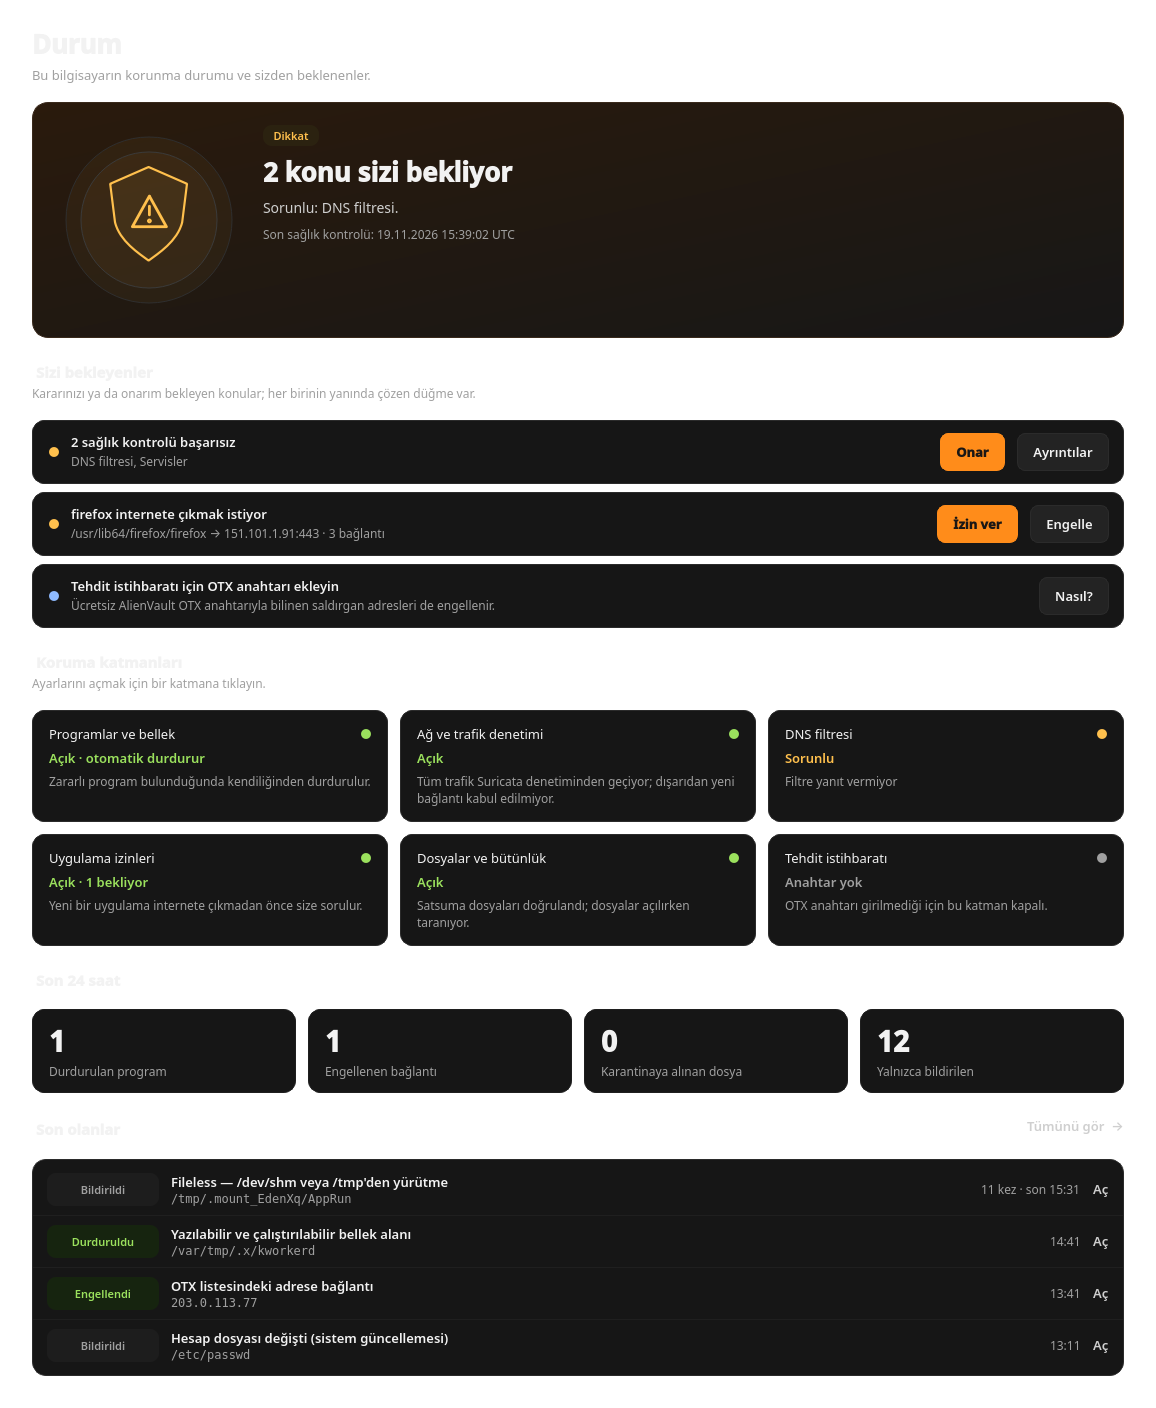 Durum
Bu bilgisayarın korunma durumu ve sizden beklenenler.
Dikkat
2 konu sizi bekliyor
Sorunlu: DNS filtresi.
Son sağlık kontrolü: 19.11.2026 15:39:02 UTC
Sizi bekleyenler
Kararınızı ya da onarım bekleyen konular; her birinin yanında çözen düğme var.
2 sağlık kontrolü başarısız
DNS filtresi, Servisler
Onar
Ayrıntılar
firefox internete çıkmak istiyor
/usr/lib64/firefox/firefox → 151.101.1.91:443 · 3 bağlantı
İzin ver
Engelle
Tehdit istihbaratı için OTX anahtarı ekleyin
Ücretsiz AlienVault OTX anahtarıyla bilinen saldırgan adresleri de engellenir.
Nasıl?
Koruma katmanları
Ayarlarını açmak için bir katmana tıklayın.
Programlar ve bellek
Açık · otomatik durdurur
Zararlı program bulunduğunda kendiliğinden durdurulur.
Ağ ve trafik denetimi
Açık
Tüm trafik Suricata denetiminden geçiyor; dışarıdan yeni
bağlantı kabul edilmiyor.
DNS filtresi
Sorunlu
Filtre yanıt vermiyor
Uygulama izinleri
Açık · 1 bekliyor
Yeni bir uygulama internete çıkmadan önce size sorulur.
Dosyalar ve bütünlük
Açık
Satsuma dosyaları doğrulandı; dosyalar açılırken
taranıyor.
Tehdit istihbaratı
Anahtar yok
OTX anahtarı girilmediği için bu katman kapalı.
Son 24 saat
1
Durdurulan program
1
Engellenen bağlantı
0
Karantinaya alınan dosya
12
Yalnızca bildirilen
Son olanlar
Tümünü gör →
Bildirildi
Fileless — /dev/shm veya /tmp'den yürütme
/tmp/.mount_EdenXq/AppRun
11 kez · son 15:31
Aç
Durduruldu
Yazılabilir ve çalıştırılabilir bellek alanı
/var/tmp/.x/kworkerd
14:41
Aç
Engellendi
OTX listesindeki adrese bağlantı
203.0.113.77
13:41
Aç
Bildirildi
Hesap dosyası değişti (sistem güncellemesi)
/etc/passwd
13:11
Aç